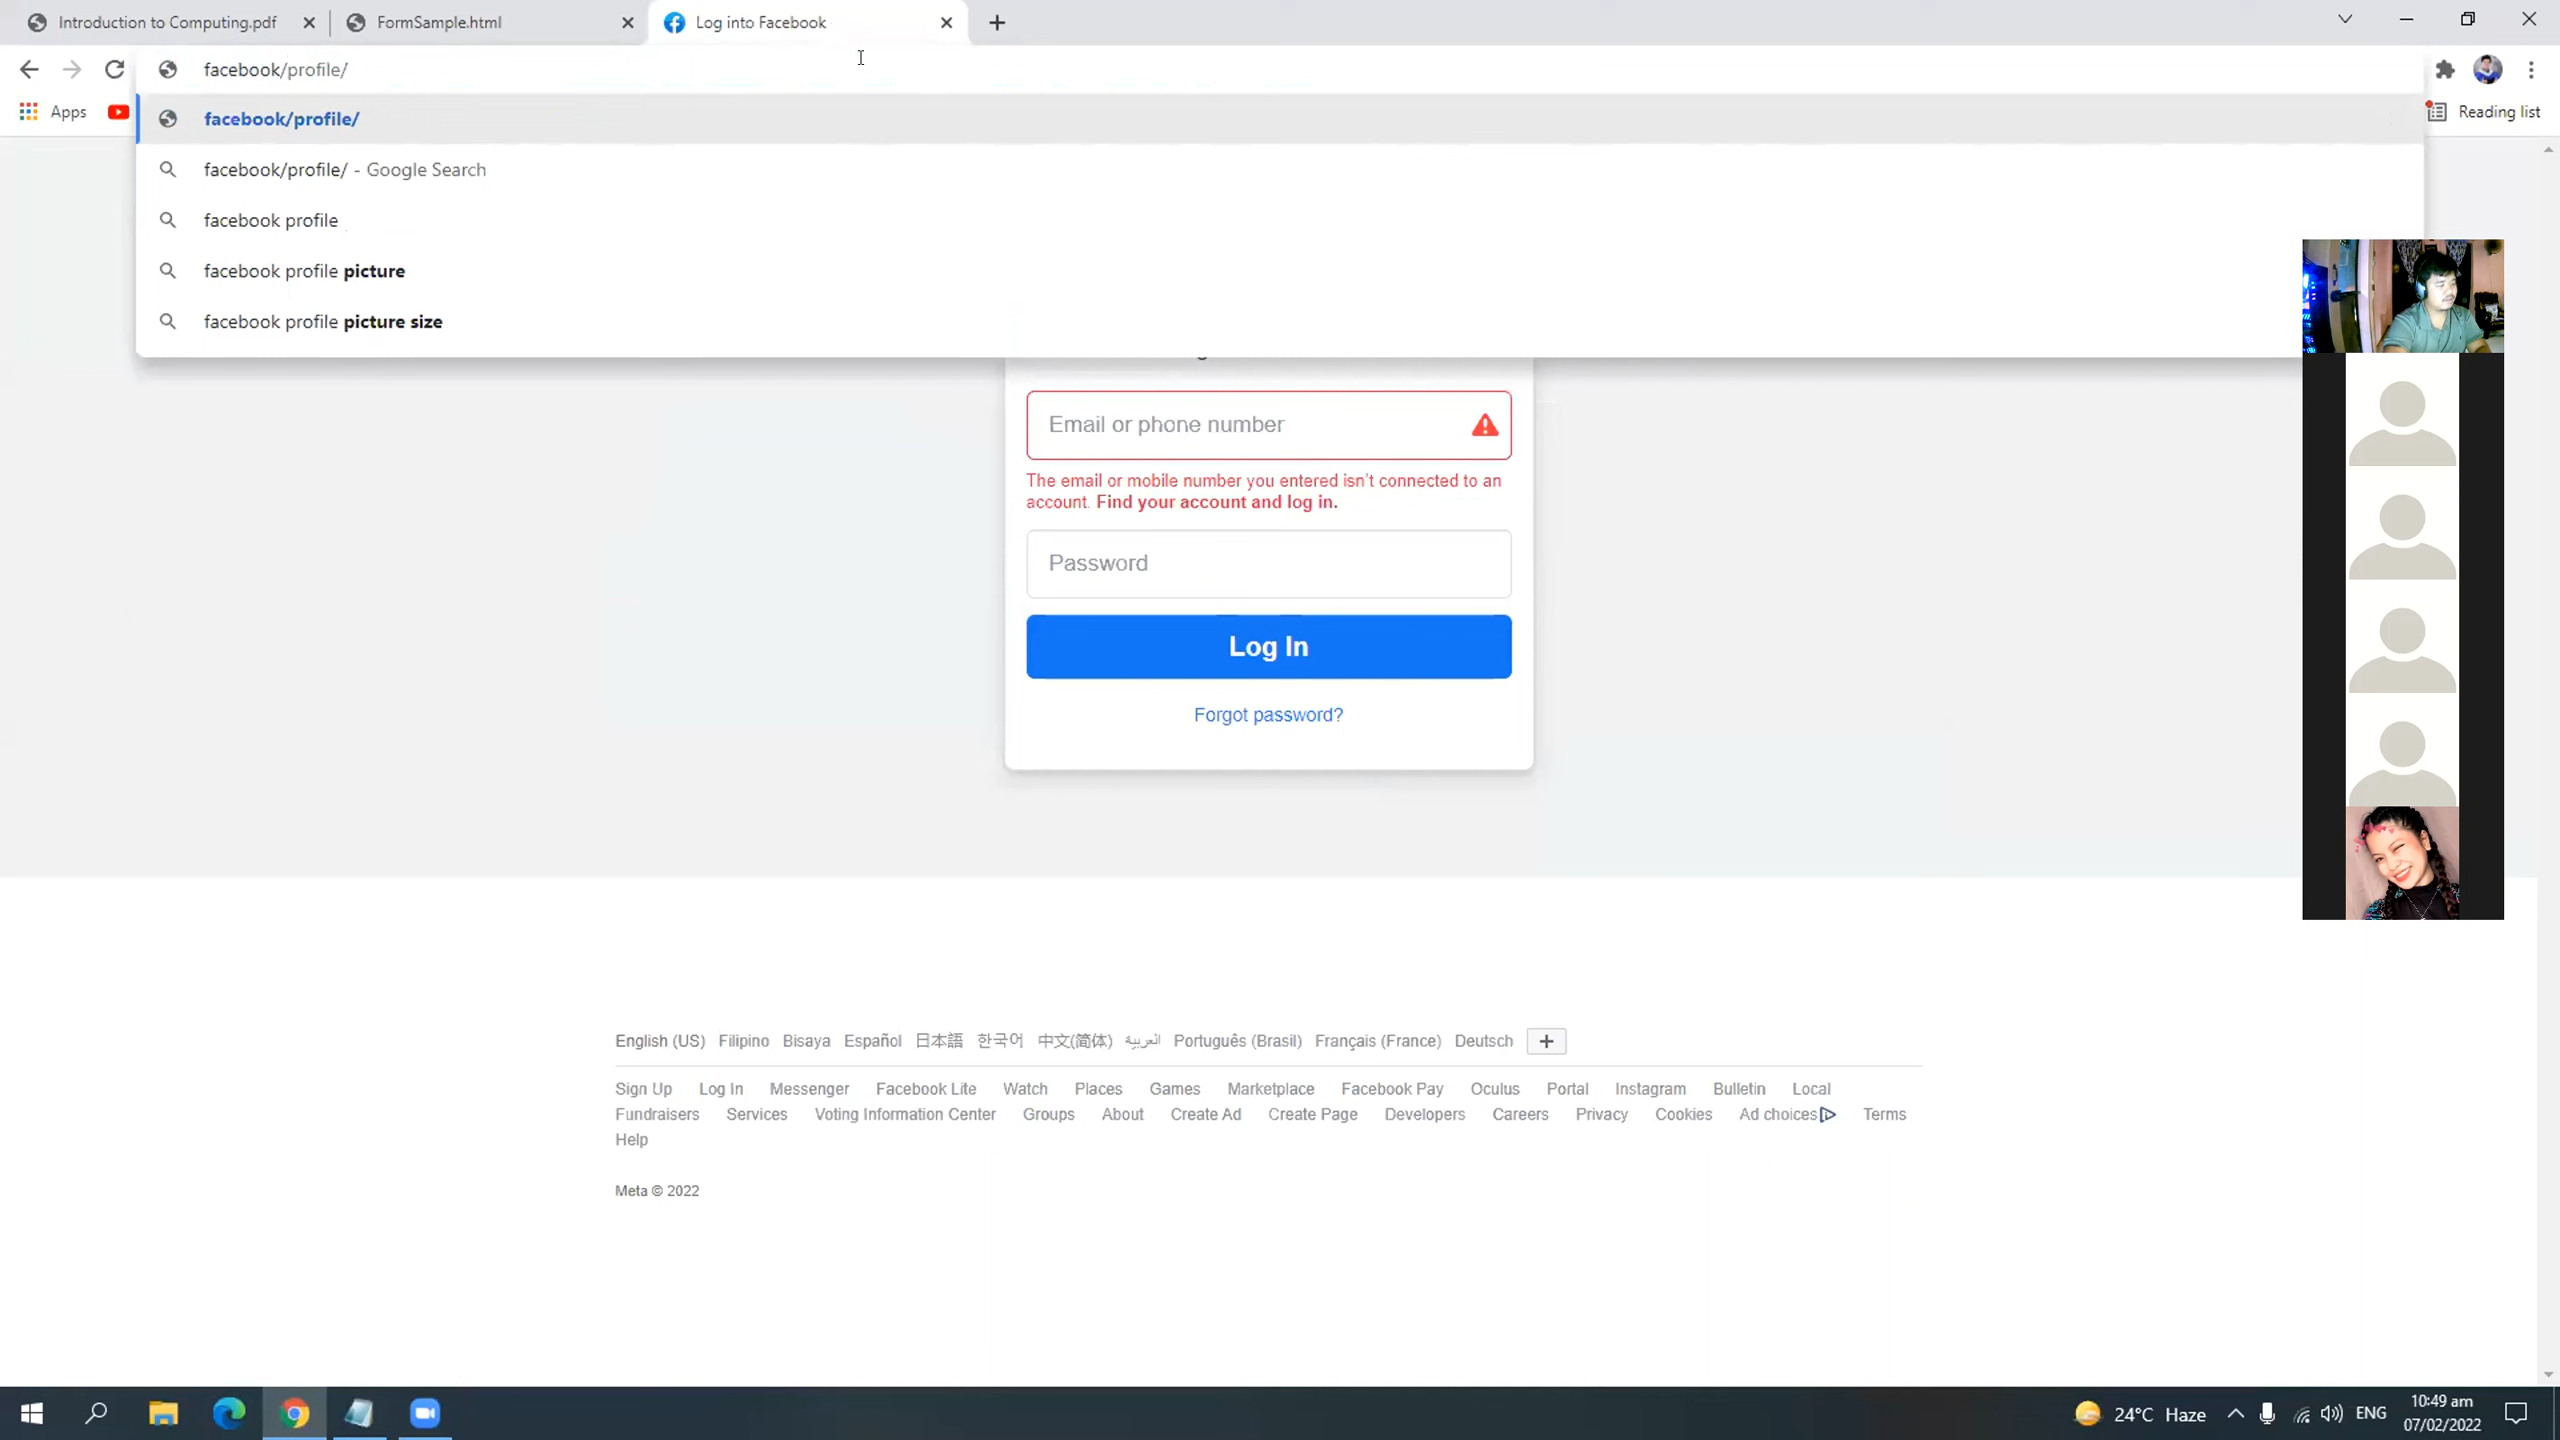 Introduction to Computing.pdf
FormSample.html
Log into Facebook
facebook/profile/
Apps
Reading list
facebook/profile/
facebook/profile/ - Google Search
facebook profile
facebook profile picture
facebook profile picture size
Email or phone number
The email or mobile number you entered isn't connected to an
account. Find your account and log in.
Password
Log In
Forgot password?
English (US) Filipino Bisaya Español 日本語 한국어 中文(简体) العربية Português (Brasil) Français (France) Deutsch
Sign Up Log In Messenger Facebook Lite Watch Places Games Marketplace Facebook Pay Oculus Portal Instagram Bulletin Local
Fundraisers Services Voting Information Center Groups About Create Ad Create Page Developers Careers Privacy Cookies Ad choices Terms
Help
Meta © 2022
24°C Haze
ENG
10:49 am
07/02/2022